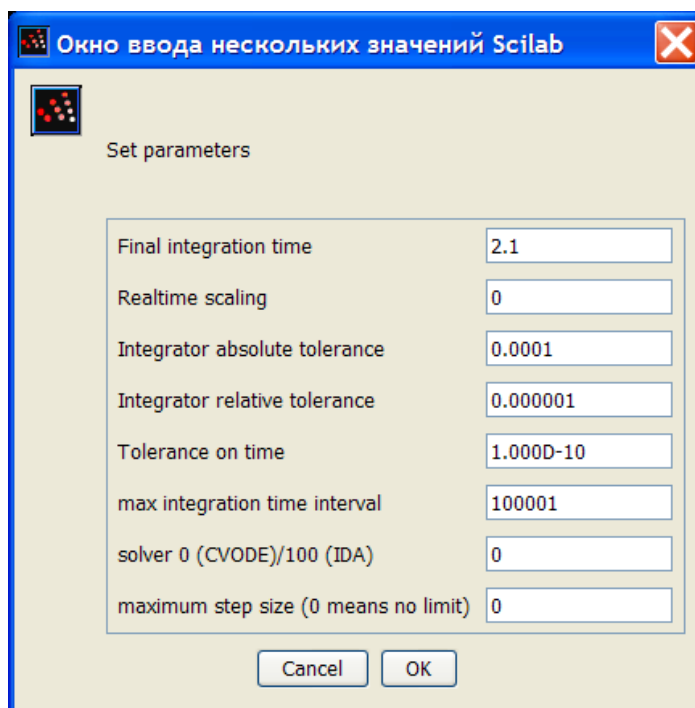 Окно ввода нескольких значений Scilab
Set parameters
Final integration time 2.1
Realtime scaling 0
Integrator absolute tolerance 0.0001
Integrator relative tolerance 0.000001
Tolerance on time 1.000D-10
max integration time interval 100001
solver 0 (CVODE)/100 (IDA) 0
maximum step size (0 means no limit) 0
Cancel OK